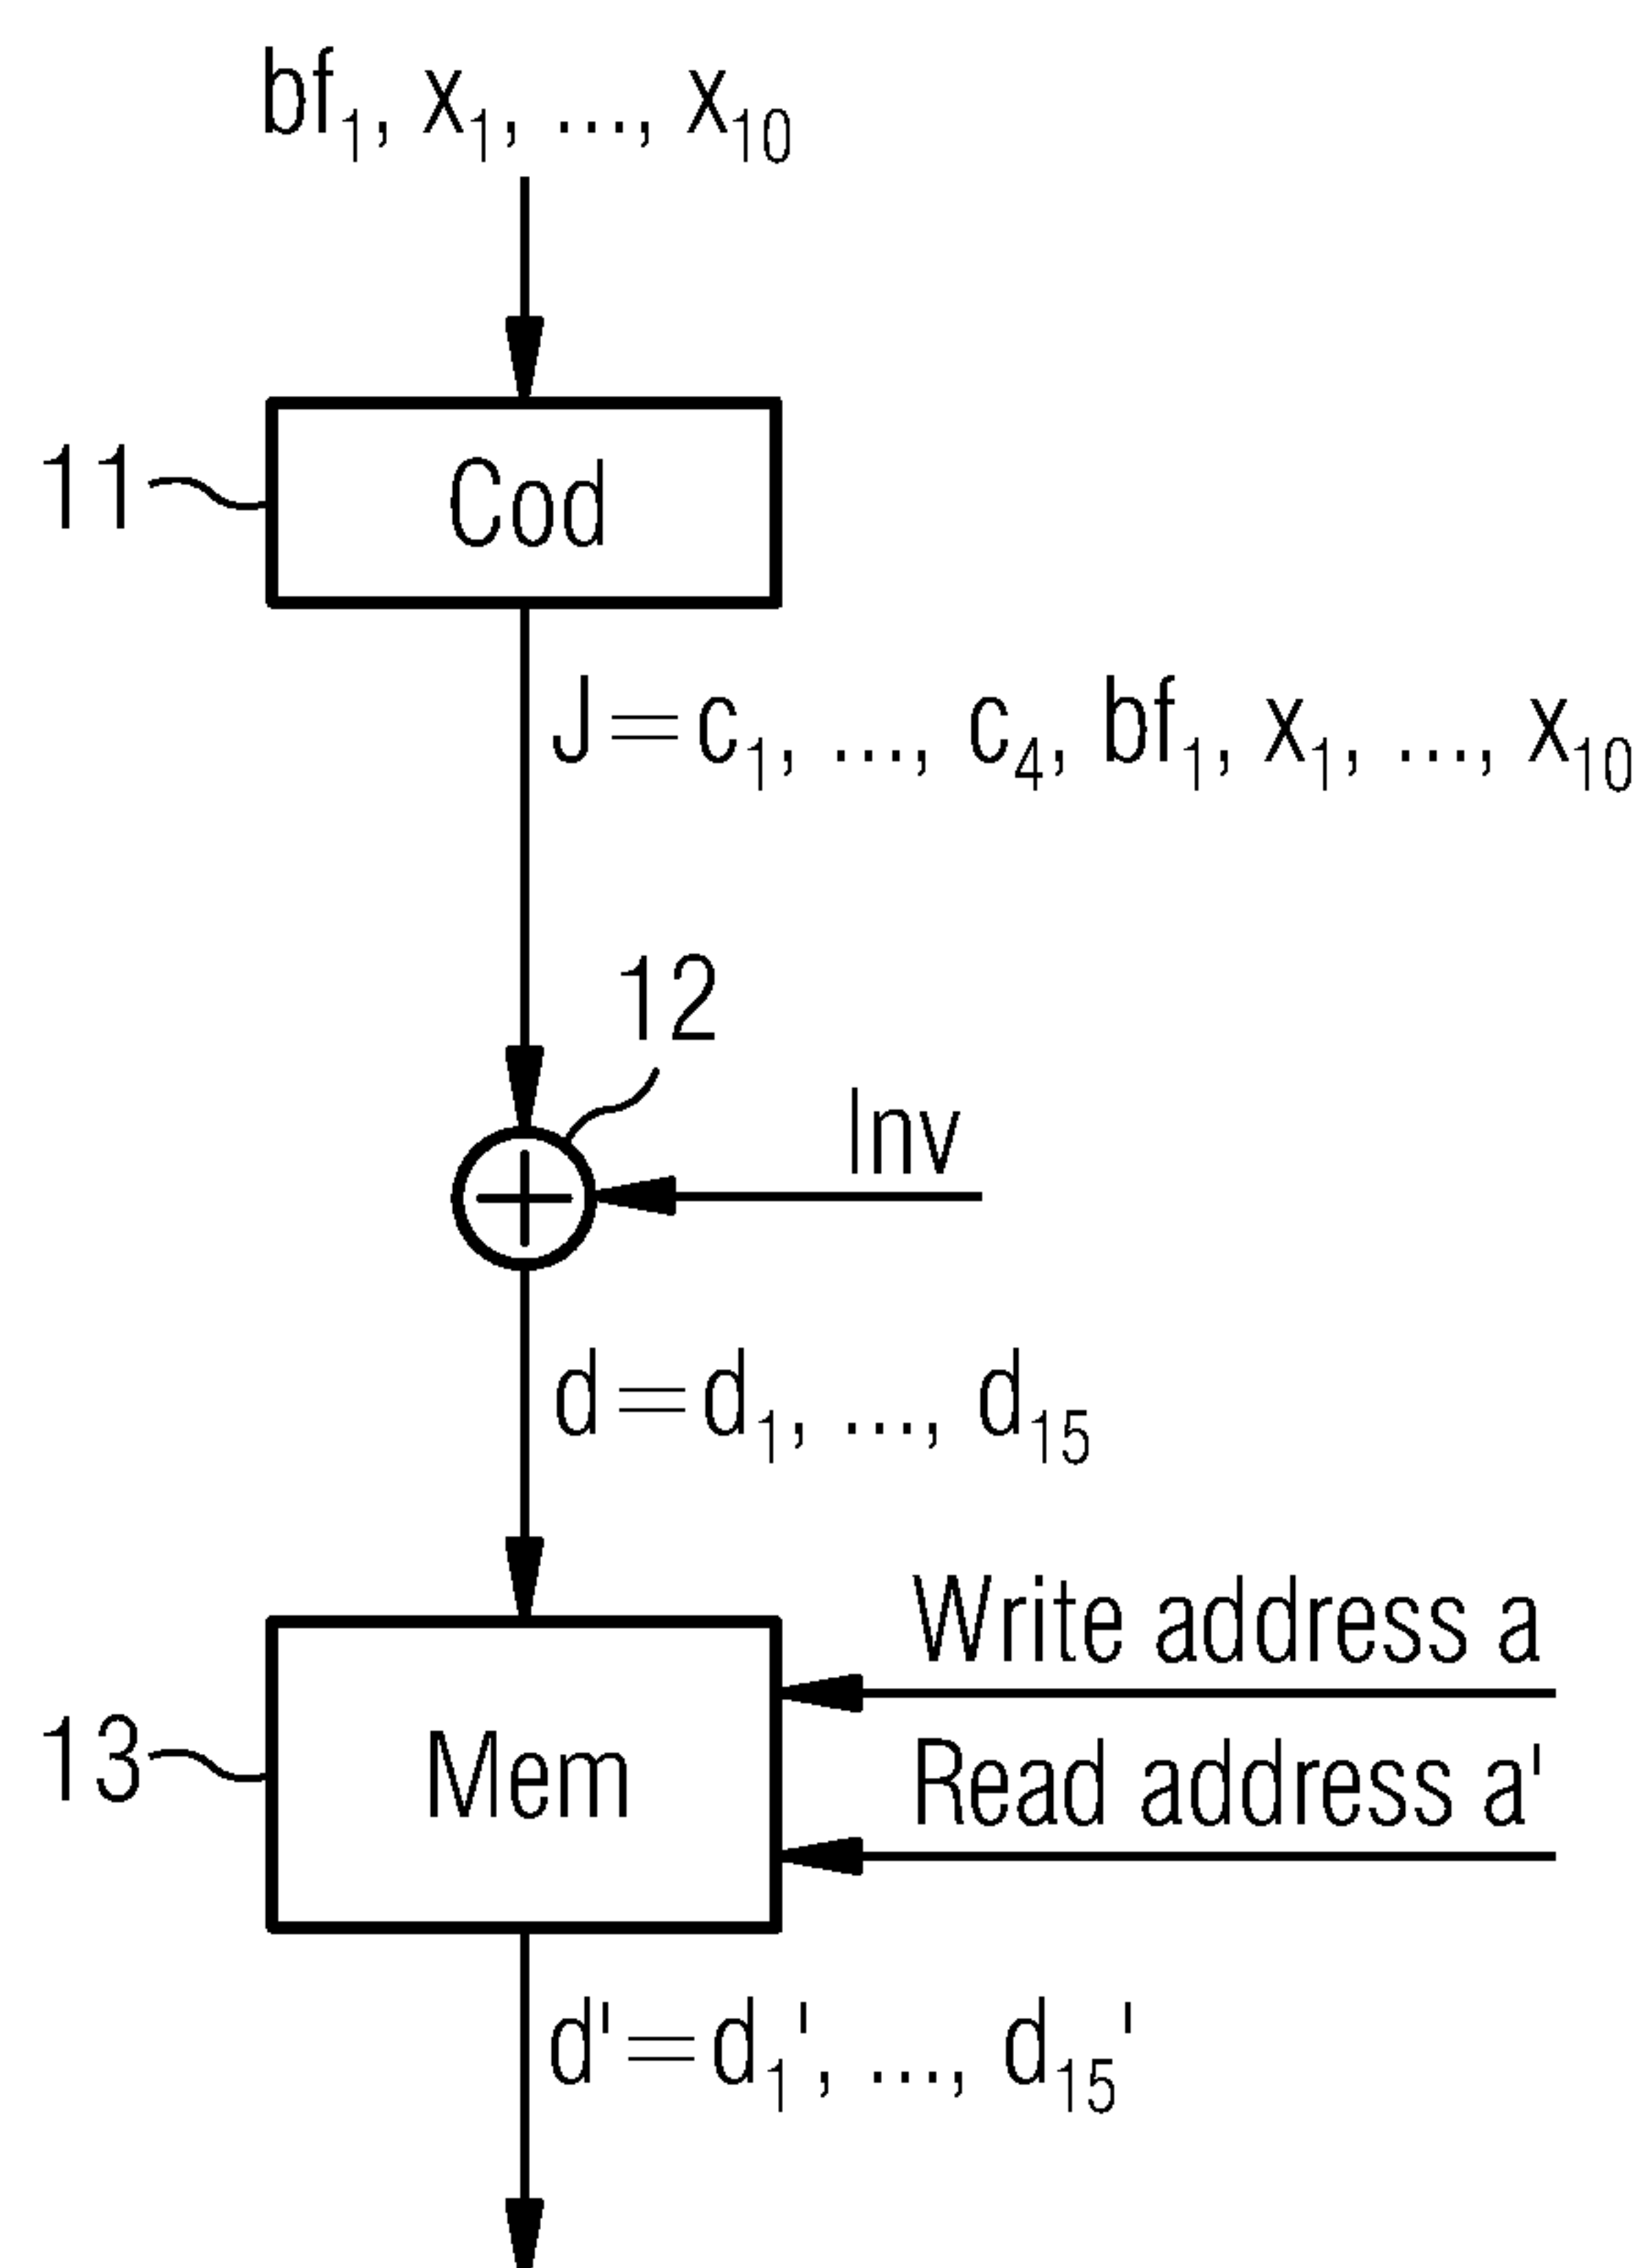 bf₁, x₁, ..., x₁₀
11
Cod
J=c₁, ..., c₄, bf₁, x₁, ..., x₁₀
12
Inv
d=d₁, ..., d₁₅
Write address a
13
Mem
Read address a'
d'=d₁', ..., d₁₅'